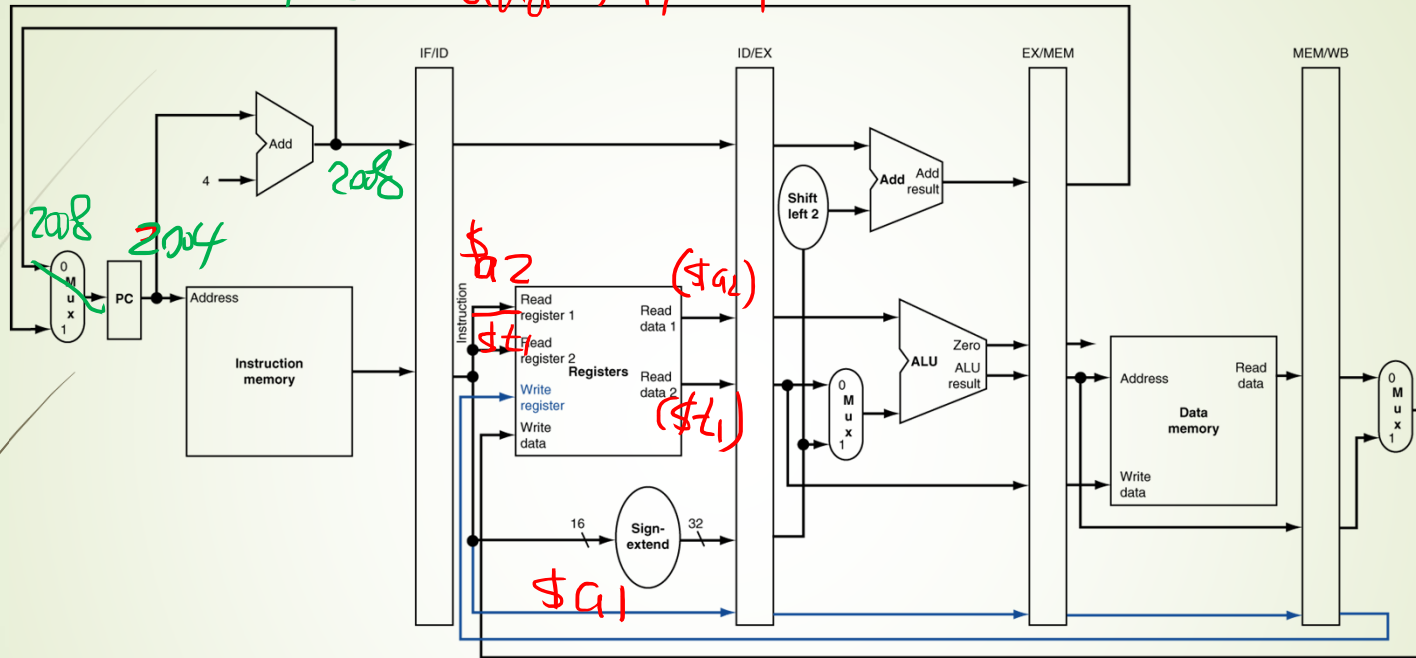 IF/ID
ID/EX
EX/MEM
MEM/WB
Add
4
2008
Shift
left 2
Add
Add
result
2008
2004
0
M
u
x
1
PC
Address
Instruction
memory
$a2
$t1
Instruction
Read
register 1
Read
register 2
Write
register
Write
data
Registers
Read
data 1
Read
data 2
($a2)
($t1)
0
M
u
x
1
ALU
Zero
ALU
result
Address
Read
data
Data
memory
Write
data
0
M
u
x
1
16
Sign-
extend
32
$a1